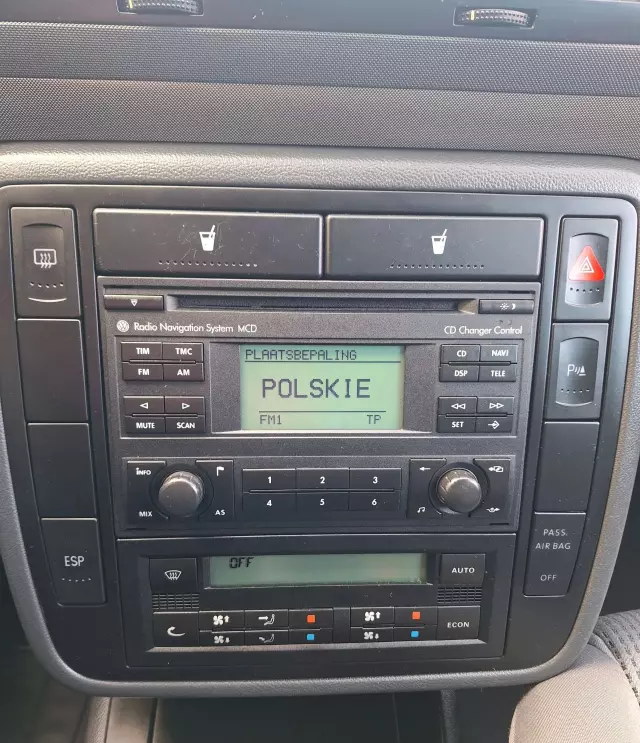 Radio Navigation System MCD
CD Changer Control
TIM TMC
FM AM
MUTE SCAN
PLAATSBEPALING
POLSKIE
FM1 TP
CD NAVI
DSP TELE
SET
INFO
MIX
AS
1 2 3
4 5 6
ESP
OFF
AUTO
ECON
PASS.
AIR BAG
OFF